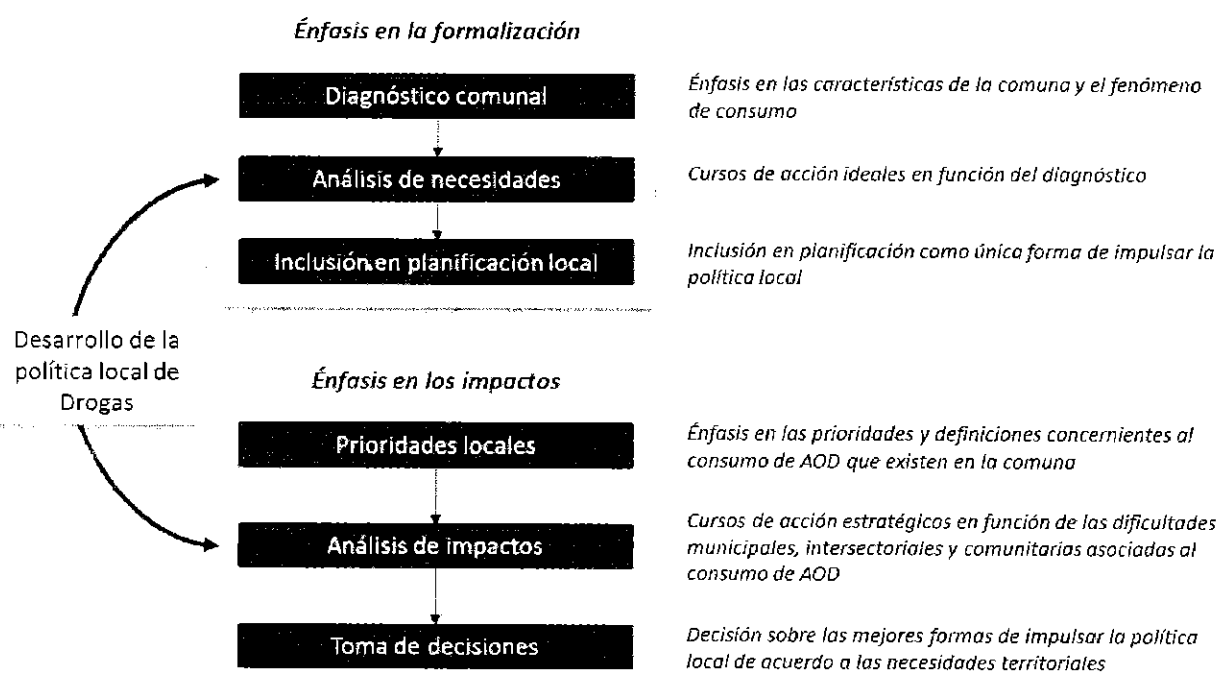 Énfasis en la formalización
Diagnóstico comunal
Énfasis en las características de la comuna y el fenómeno
de consumo
Análisis de necesidades
Cursos de acción ideales en función del diagnóstico
Inclusión en planificación local
Inclusión en planificación como única forma de impulsar la
política local
Desarrollo de la
política local de
Drogas
Énfasis en los impactos
Prioridades locales
Énfasis en las prioridades y definiciones concernientes al
consumo de AOD que existen en la comuna
Análisis de impactos
Cursos de acción estratégicos en función de las dificultades
municipales, intersectoriales y comunitarias asociadas al
consumo de AOD
Toma de decisiones
Decisión sobre las mejores formas de impulsar la política
local de acuerdo a las necesidades territoriales